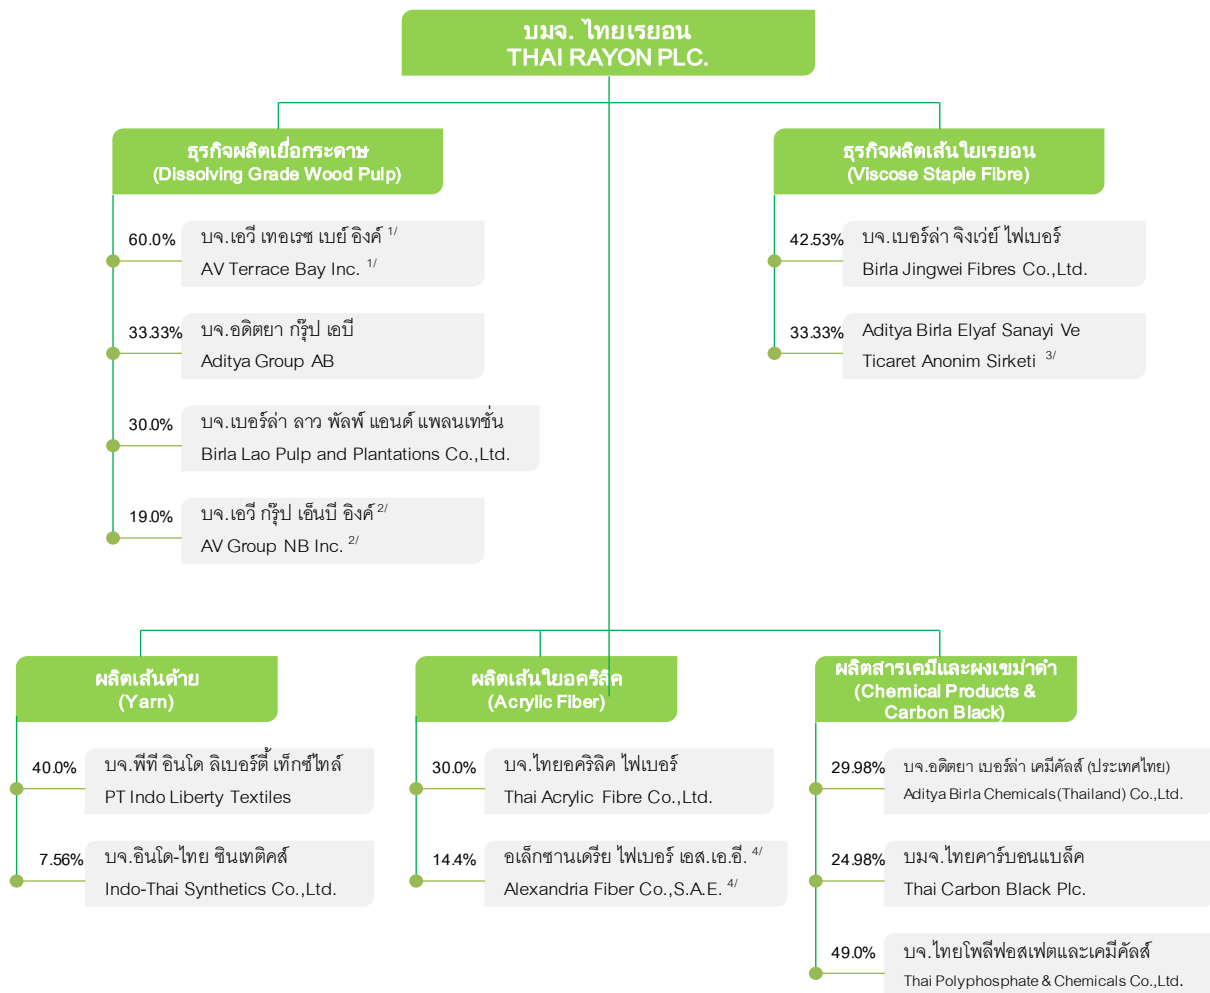 บมจ. ไทยเรยอน
THAI RAYON PLC.
ธุรกิจผลิตเยื่อกระดาษ
(Dissolving Grade Wood Pulp)
60.0%
บจ.เอวี เทอเรซ เบย์ อิงค์ 1/
AV Terrace Bay Inc. 1/
33.33%
บจ.อดิตยา กรุ๊ป เอบี
Aditya Group AB
30.0%
บจ.เบอร์ล่า ลาว พัลพ์ แอนด์ แพลนเทชั่น
Birla Lao Pulp and Plantations Co.,Ltd.
19.0%
บจ.เอวี กรุ๊ป เอ็นบี อิงค์ 2/
AV Group NB Inc. 2/
ธุรกิจผลิตเส้นใยเรยอน
(Viscose Staple Fibre)
42.53%
บจ.เบอร์ล่า จิงเว่ย์ ไฟเบอร์
Birla Jingwei Fibres Co.,Ltd.
33.33%
Aditya Birla Elyaf Sanayi Ve
Ticaret Anonim Sirketi 3/
ผลิตเส้นด้าย
(Yarn)
40.0%
บจ.พีที อินโด ลิเบอร์ตี้ เท็กซ์ไทล์
PT Indo Liberty Textiles
7.56%
บจ.อินโด-ไทย ซินเทติคส์
Indo-Thai Synthetics Co.,Ltd.
ผลิตเส้นใยอคริลิค
(Acrylic Fiber)
30.0%
บจ.ไทยอคริลิค ไฟเบอร์
Thai Acrylic Fibre Co.,Ltd.
14.4%
อเล็กซานเดรีย ไฟเบอร์ เอส.เอ.อี. 4/
Alexandria Fiber Co.,S.A.E. 4/
ผลิตสารเคมีและผงเขม่าดำ
(Chemical Products &
Carbon Black)
29.98%
บจ.อดิตยา เบอร์ล่า เคมีคัลส์ (ประเทศไทย)
Aditya Birla Chemicals (Thailand) Co.,Ltd.
24.98%
บมจ.ไทยคาร์บอนแบล็ค
Thai Carbon Black Plc.
49.0%
บจ.ไทยโพลีฟอสเฟตและเคมีคัลส์
Thai Polyphosphate & Chemicals Co.,Ltd.